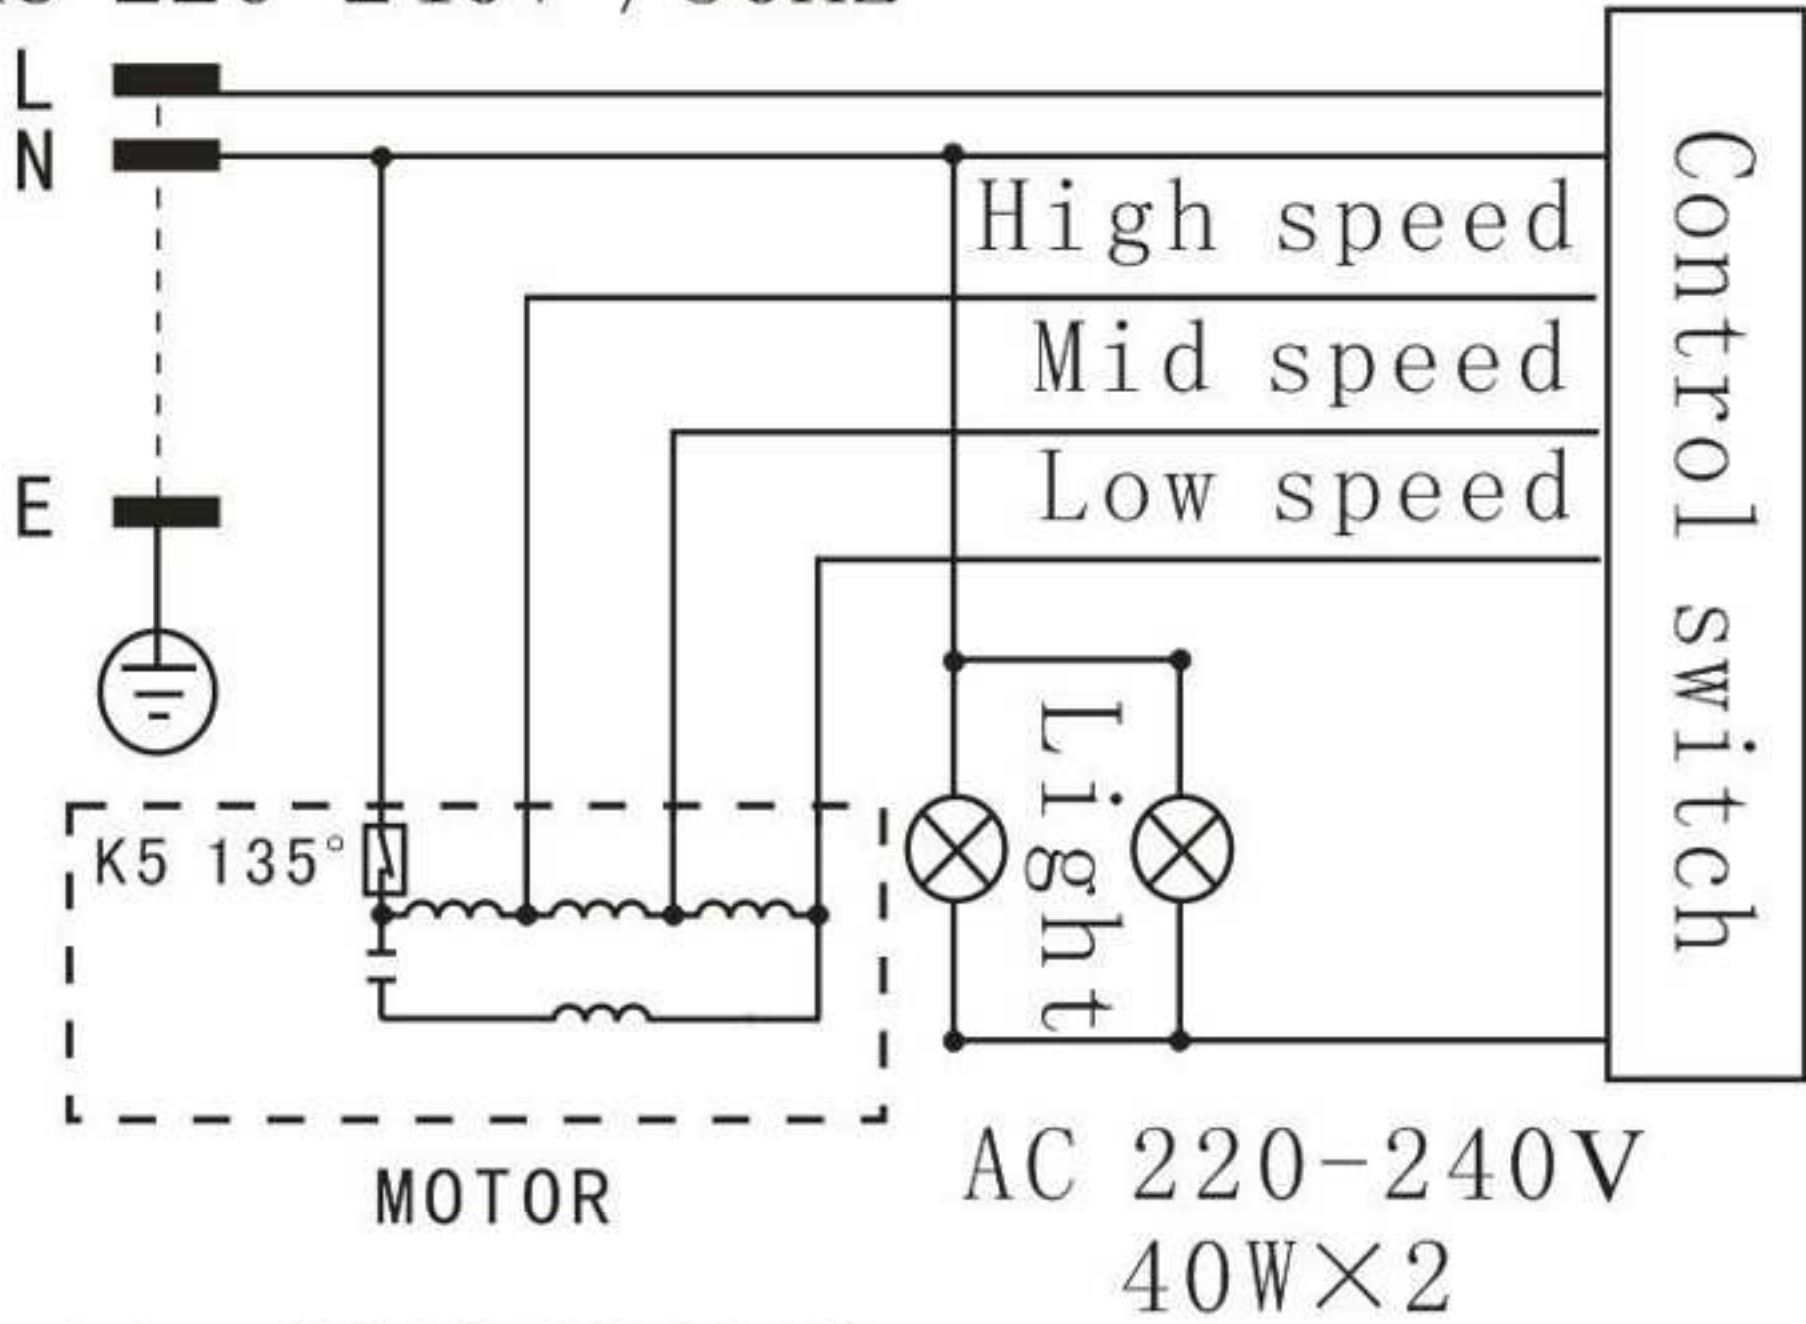 L
N
High speed
Mid speed
Low speed
E
Control switch
Light
K5 135°
MOTOR
AC 220-240V
40W×2